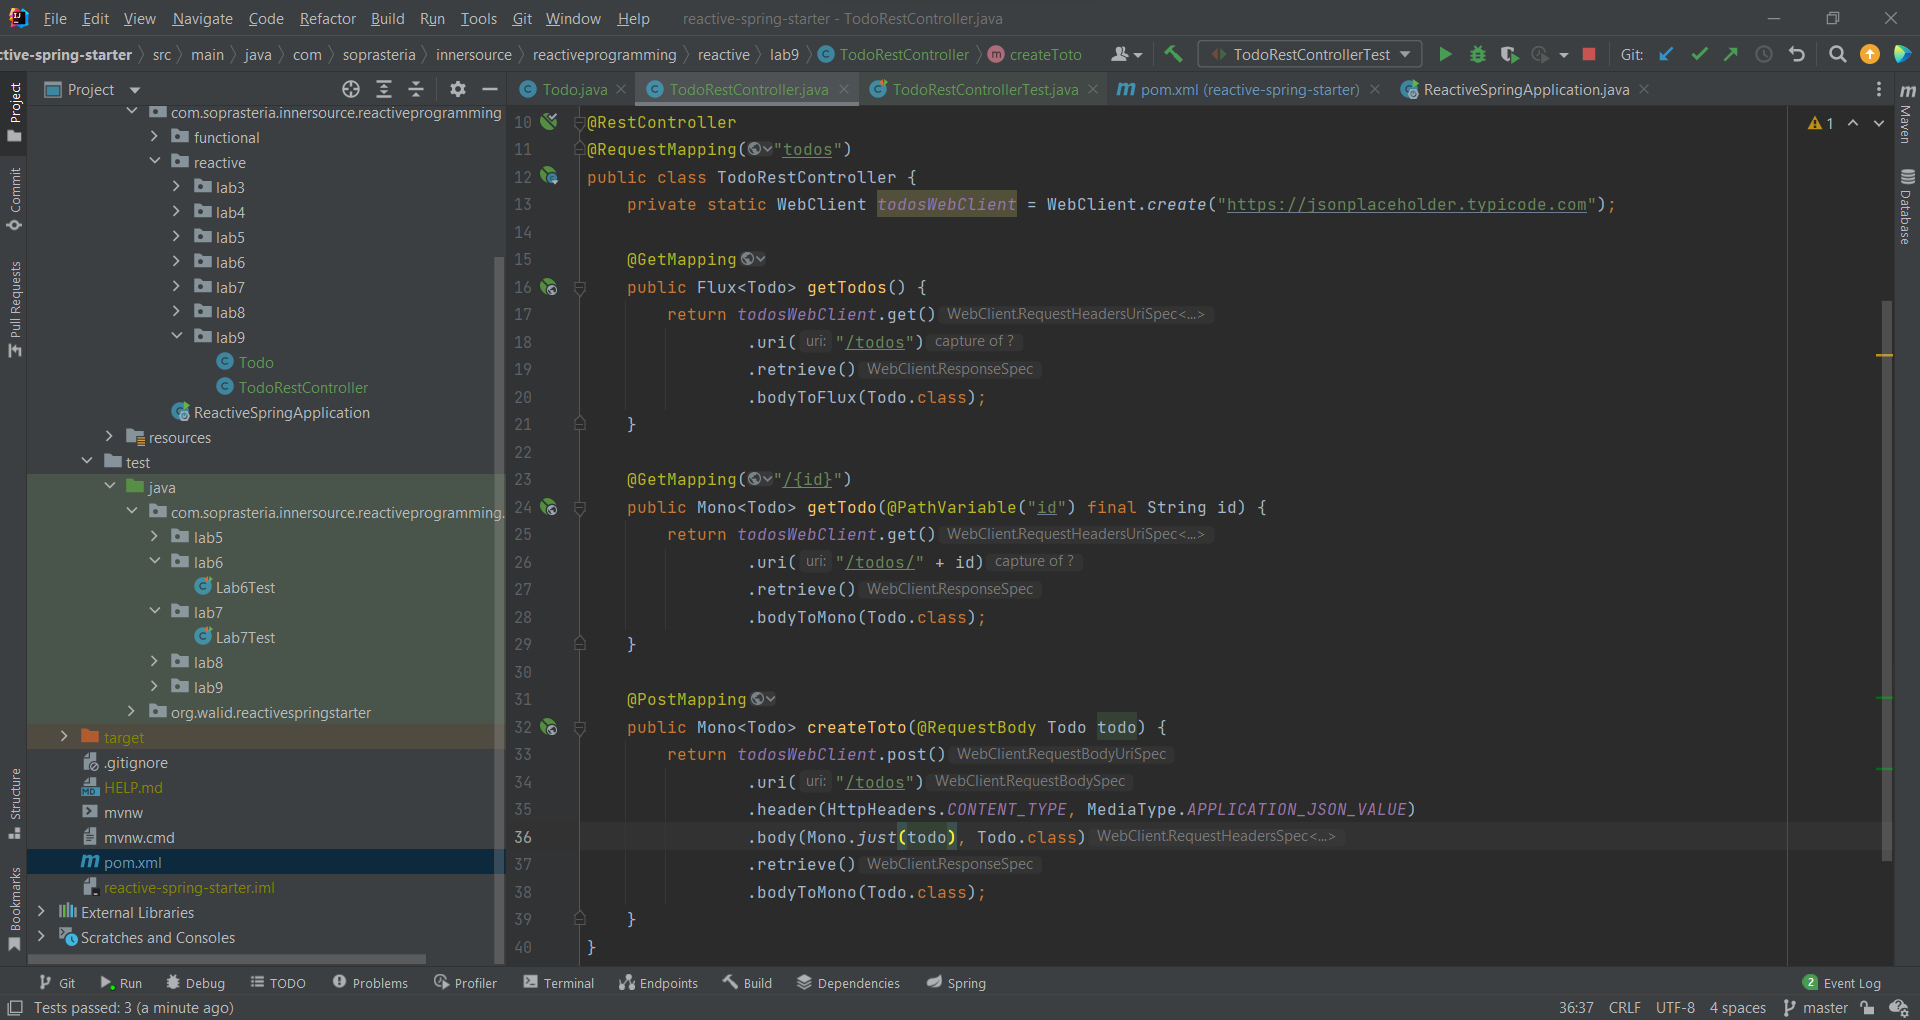 File Edit View Navigate Code Refactor Build Run Tools Git Window Help reactive-spring-starter - TodoRestController.java
ctive-spring-starter src main java com soprasteria innersource reactiveprogramming reactive lab9 TodoRestController createToto TodoRestControllerTest Git:
Project
Todo.java TodoRestController.java TodoRestControllerTest.java pom.xml (reactive-spring-starter) ReactiveSpringApplication.java
Project
Commit
Pull Requests
Structure
Bookmarks
com.soprasteria.innersource.reactiveprogramming
functional
reactive
lab3
lab4
lab5
lab6
lab7
lab8
lab9
Todo
TodoRestController
ReactiveSpringApplication
resources
test
java
com.soprasteria.innersource.reactiveprogramming.
lab5
lab6
Lab6Test
lab7
Lab7Test
lab8
lab9
org.walid.reactivespringstarter
target
.gitignore
HELP.md
mvnw
mvnw.cmd
pom.xml
reactive-spring-starter.iml
External Libraries
Scratches and Consoles
10 @RestController
11 @RequestMapping("todos")
12 public class TodoRestController {
13 private static WebClient todosWebClient = WebClient.create("https://jsonplaceholder.typicode.com");
14
15 @GetMapping
16 public Flux<Todo> getTodos() {
17 return todosWebClient.get() WebClient.RequestHeadersUriSpec<...>
18 .uri( uri: "/todos") capture of ?
19 .retrieve() WebClient.ResponseSpec
20 .bodyToFlux(Todo.class);
21 }
22
23 @GetMapping("/{id}")
24 public Mono<Todo> getTodo(@PathVariable("id") final String id) {
25 return todosWebClient.get() WebClient.RequestHeadersUriSpec<...>
26 .uri( uri: "/todos/" + id) capture of ?
27 .retrieve() WebClient.ResponseSpec
28 .bodyToMono(Todo.class);
29 }
30
31 @PostMapping
32 public Mono<Todo> createToto(@RequestBody Todo todo) {
33 return todosWebClient.post() WebClient.RequestBodyUriSpec
34 .uri( uri: "/todos") WebClient.RequestBodySpec
35 .header(HttpHeaders.CONTENT_TYPE, MediaType.APPLICATION_JSON_VALUE)
36 .body(Mono.just(todo), Todo.class) WebClient.RequestHeadersSpec<...>
37 .retrieve() WebClient.ResponseSpec
38 .bodyToMono(Todo.class);
39 }
40 }
1
Maven
Database
Git Run Debug TODO Problems Profiler Terminal Endpoints Build Dependencies Spring 2 Event Log
Tests passed: 3 (a minute ago) 36:37 CRLF UTF-8 4 spaces master